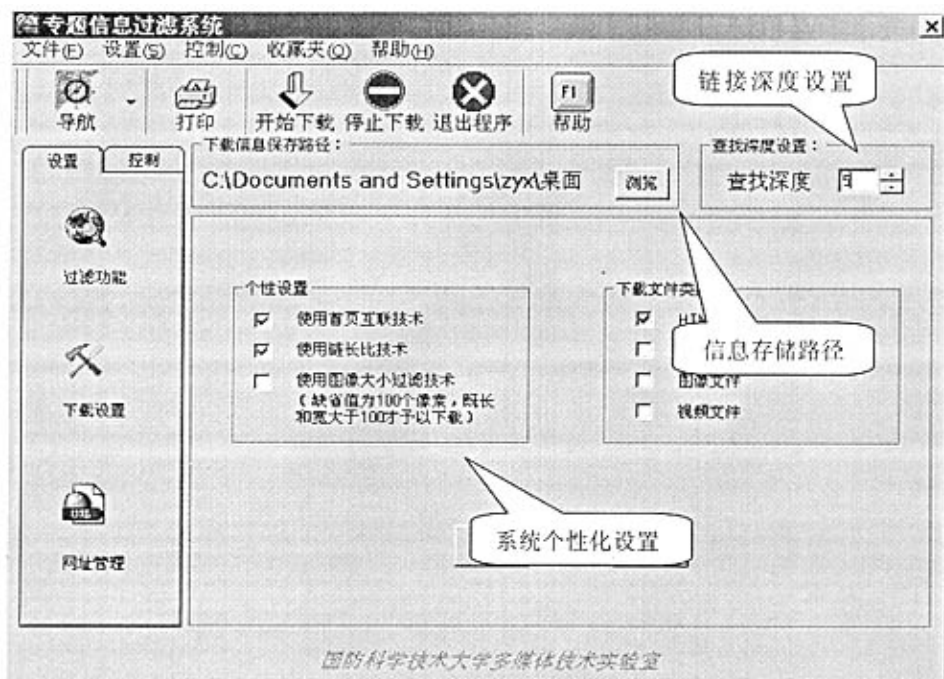 专题信息过滤系统
文件(F) 设置(S) 控制(C) 收藏夹(O) 帮助(H)
链接深度设置
F1
导航 打印 开始下载 停止下载 退出程序 帮助
设置 控制
下载信息保存路径:
C:\Documents and Settings\zyx\桌面 浏览
查找深度设置:
查找深度
过滤功能
个性设置
使用首页互联技术
使用链长比技术
使用图像大小过滤技术
(缺省值为100个像素,既长
和宽大于100才予以下载)
下载文件类
信息存储路径
图像文件
视频文件
下载设置
系统个性化设置
网址管理
国防科学技术大学多媒体技术实验室